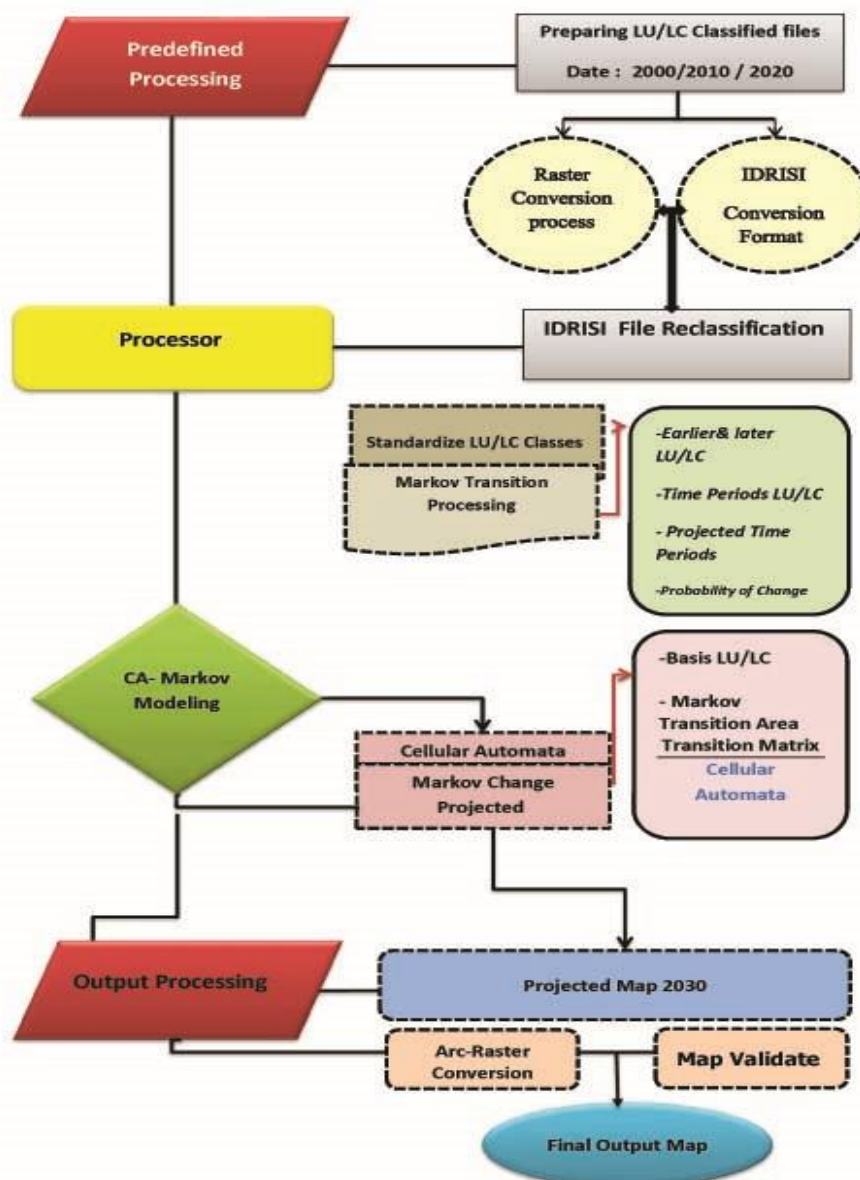 Predefined
Processing
Preparing LU/LC Classified files
Date : 2000/2010 / 2020
Raster
Conversion
process
IDRISI
Conversion
Format
Processor
IDRISI File Reclassification
Standardize LU/LC Classes
Markov Transition
Processing
-Earlier& later
LU/LC
-Time Periods LU/LC
- Projected Time
Periods
-Probability of Change
CA- Markov
Modeling
Cellular Automata
Markov Change
Projected
-Basis LU/LC
- Markov
Transition Area
Transition Matrix
Cellular
Automata
Output Processing
Projected Map 2030
Arc-Raster
Conversion
Map Validate
Final Output Map